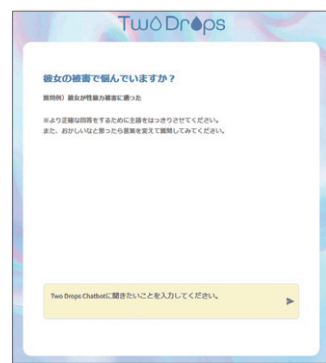 Two Drops
彼女の被害で悩んでいますか？
質問例）彼女が性暴力被害に遭った
※より正確な回答をするために主語をはっきりさせてください。
また、おかしいなと思ったら言葉を変えて質問してみてください。
Two Drops Chatbotに聞きたいことを入力してください。